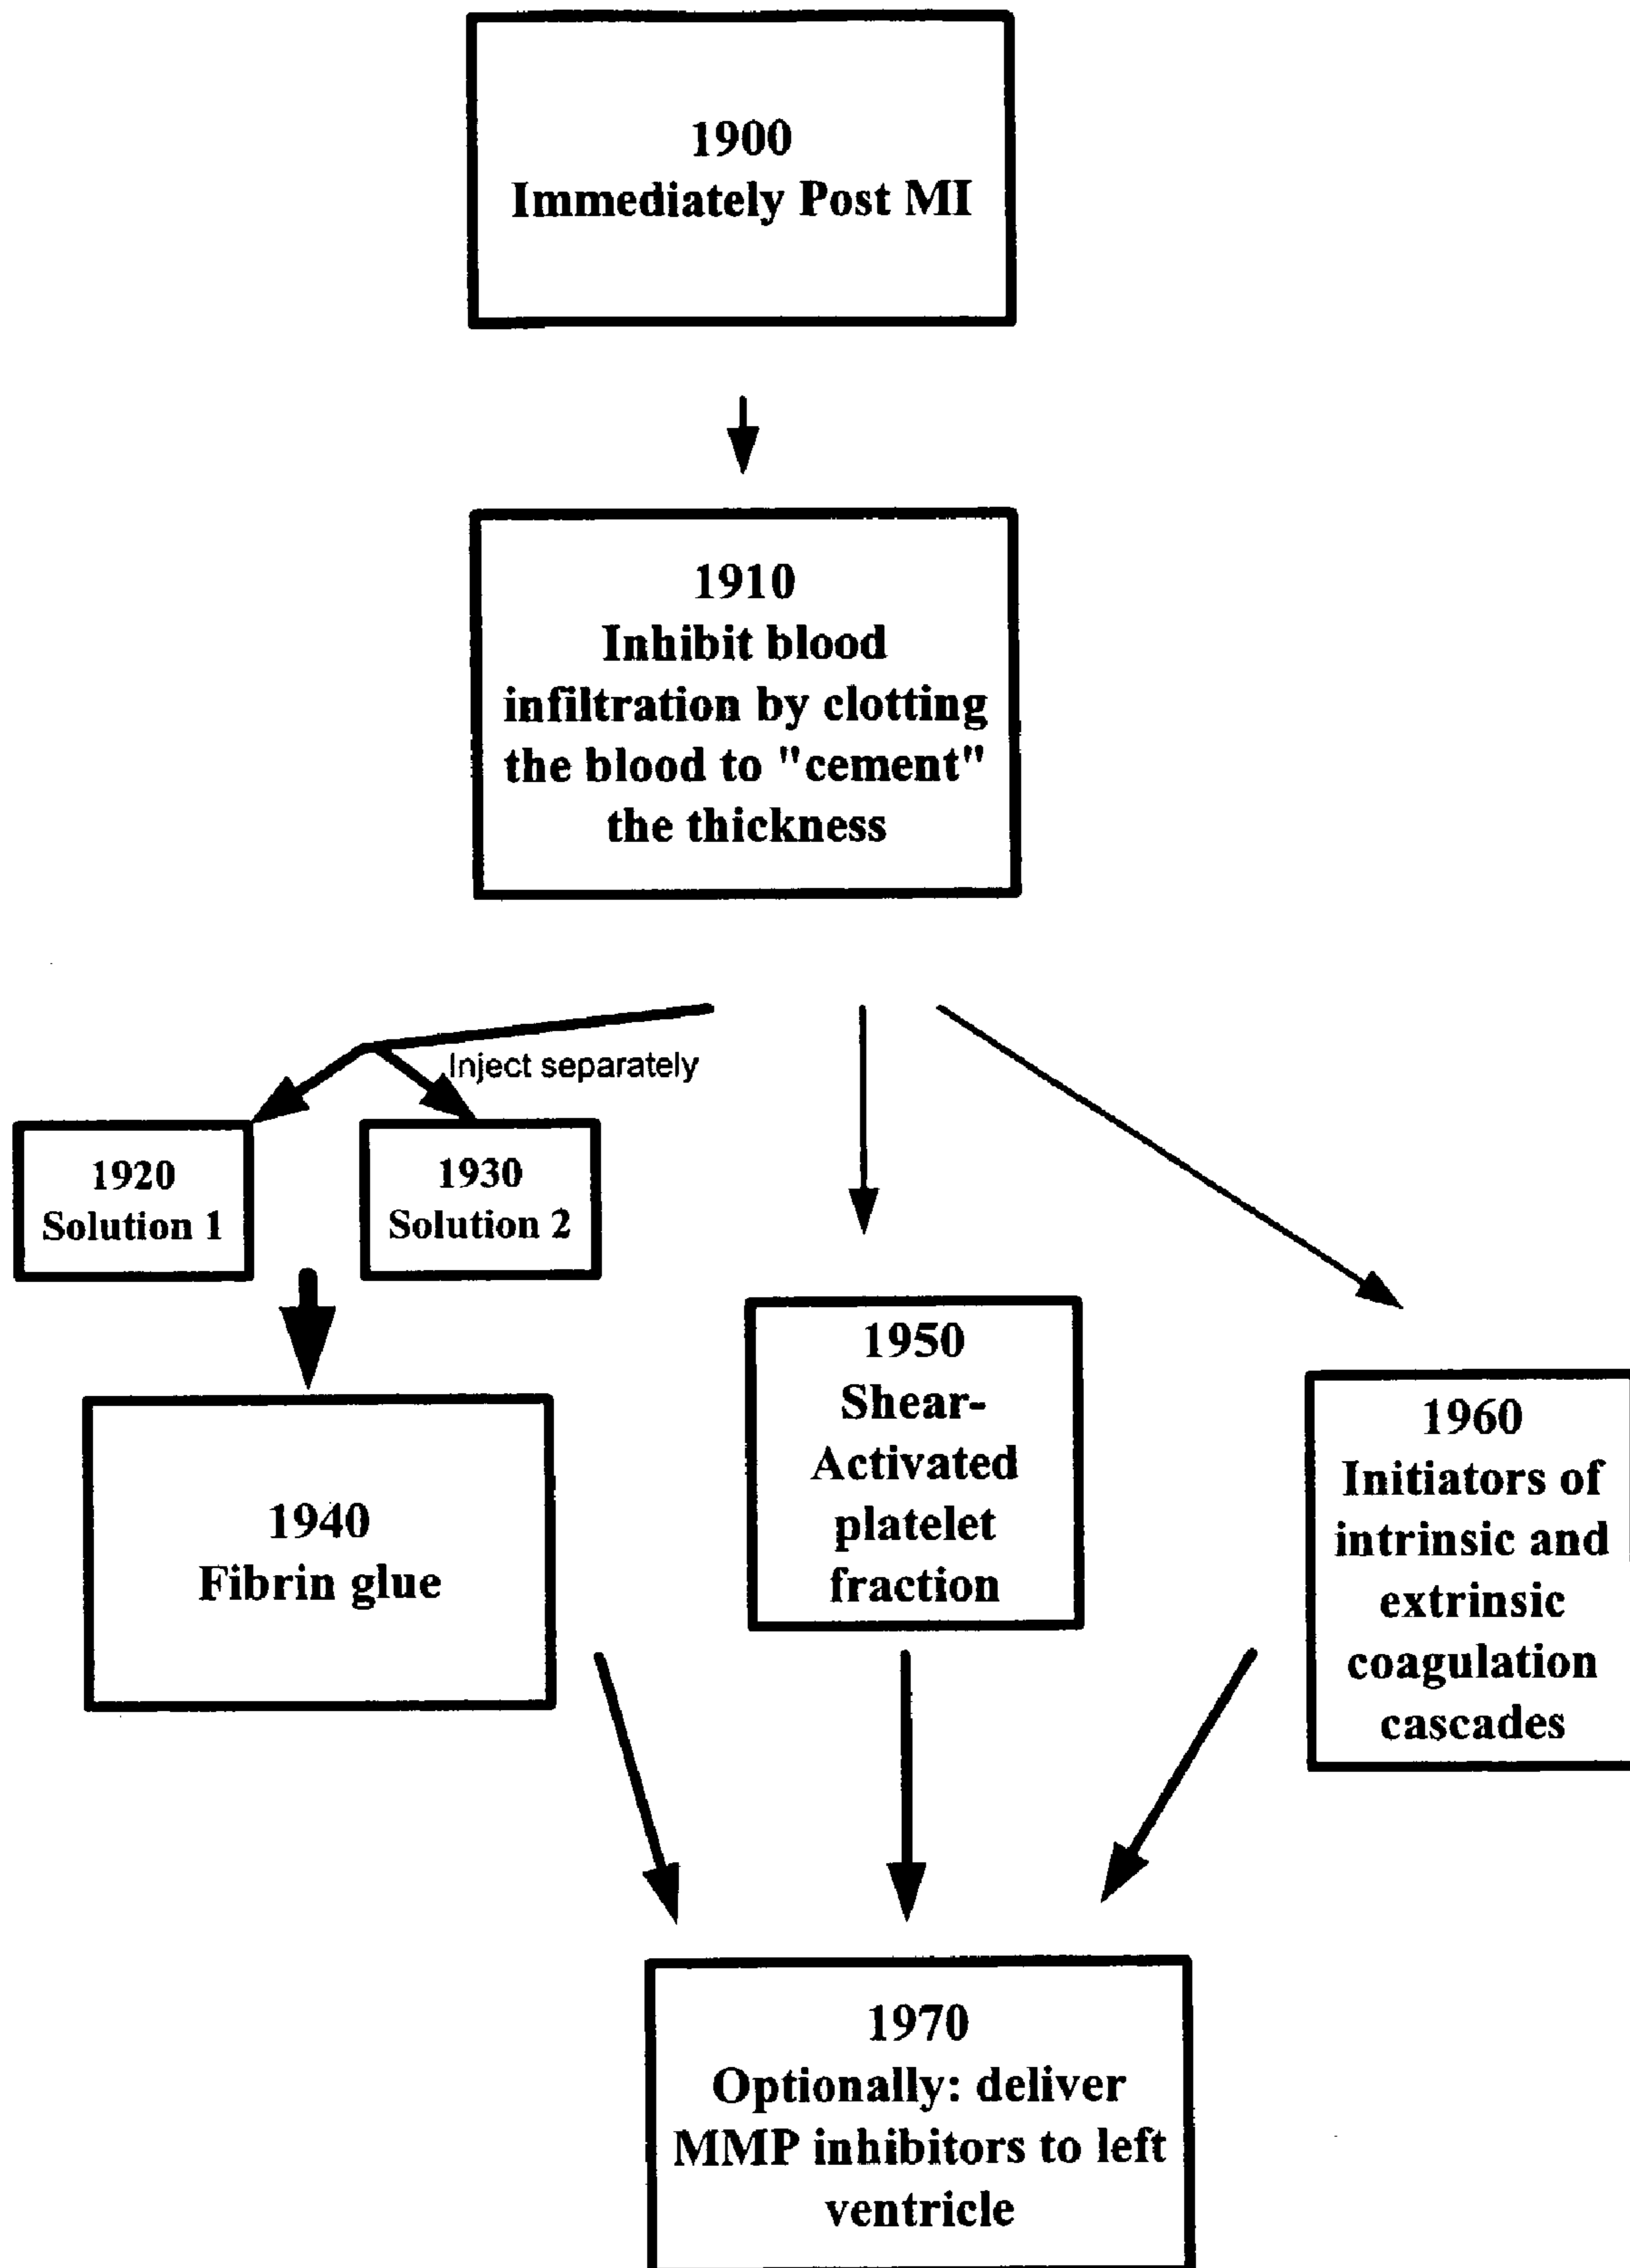 1900
Immediately Post MI
1910
Inhibit blood
infiltration by clotting
the blood to "cement"
the thickness
Inject separately
1920
Solution 1
1930
Solution 2
1940
Fibrin glue
1950
Shear-
Activated
platelet
fraction
1960
Initiators of
intrinsic and
extrinsic
coagulation
cascades
1970
Optionally: deliver
MMP inhibitors to left
ventricle